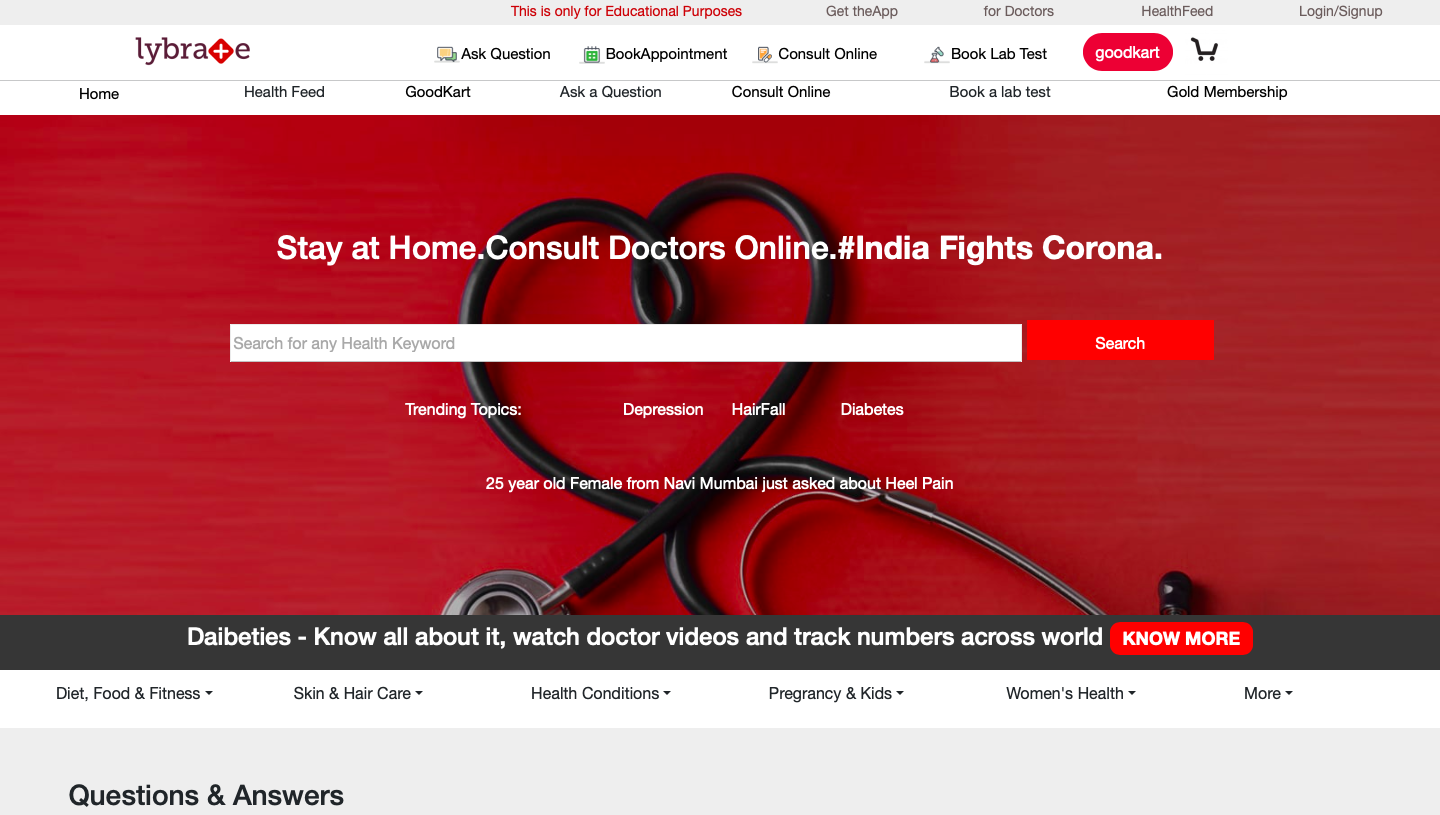 This is only for Educational Purposes Get theApp for Doctors HealthFeed Login/Signup
lybrate Ask Question BookAppointment Consult Online Book Lab Test goodkart
Home Health Feed GoodKart Ask a Question Consult Online Book a lab test Gold Membership
Stay at Home.Consult Doctors Online.#India Fights Corona.
Search for any Health Keyword Search
Trending Topics: Depression HairFall Diabetes
25 year old Female from Navi Mumbai just asked about Heel Pain
Daibeties - Know all about it, watch doctor videos and track numbers across world KNOW MORE
Diet, Food & Fitness Skin & Hair Care Health Conditions Pregrancy & Kids Women's Health More
Questions & Answers